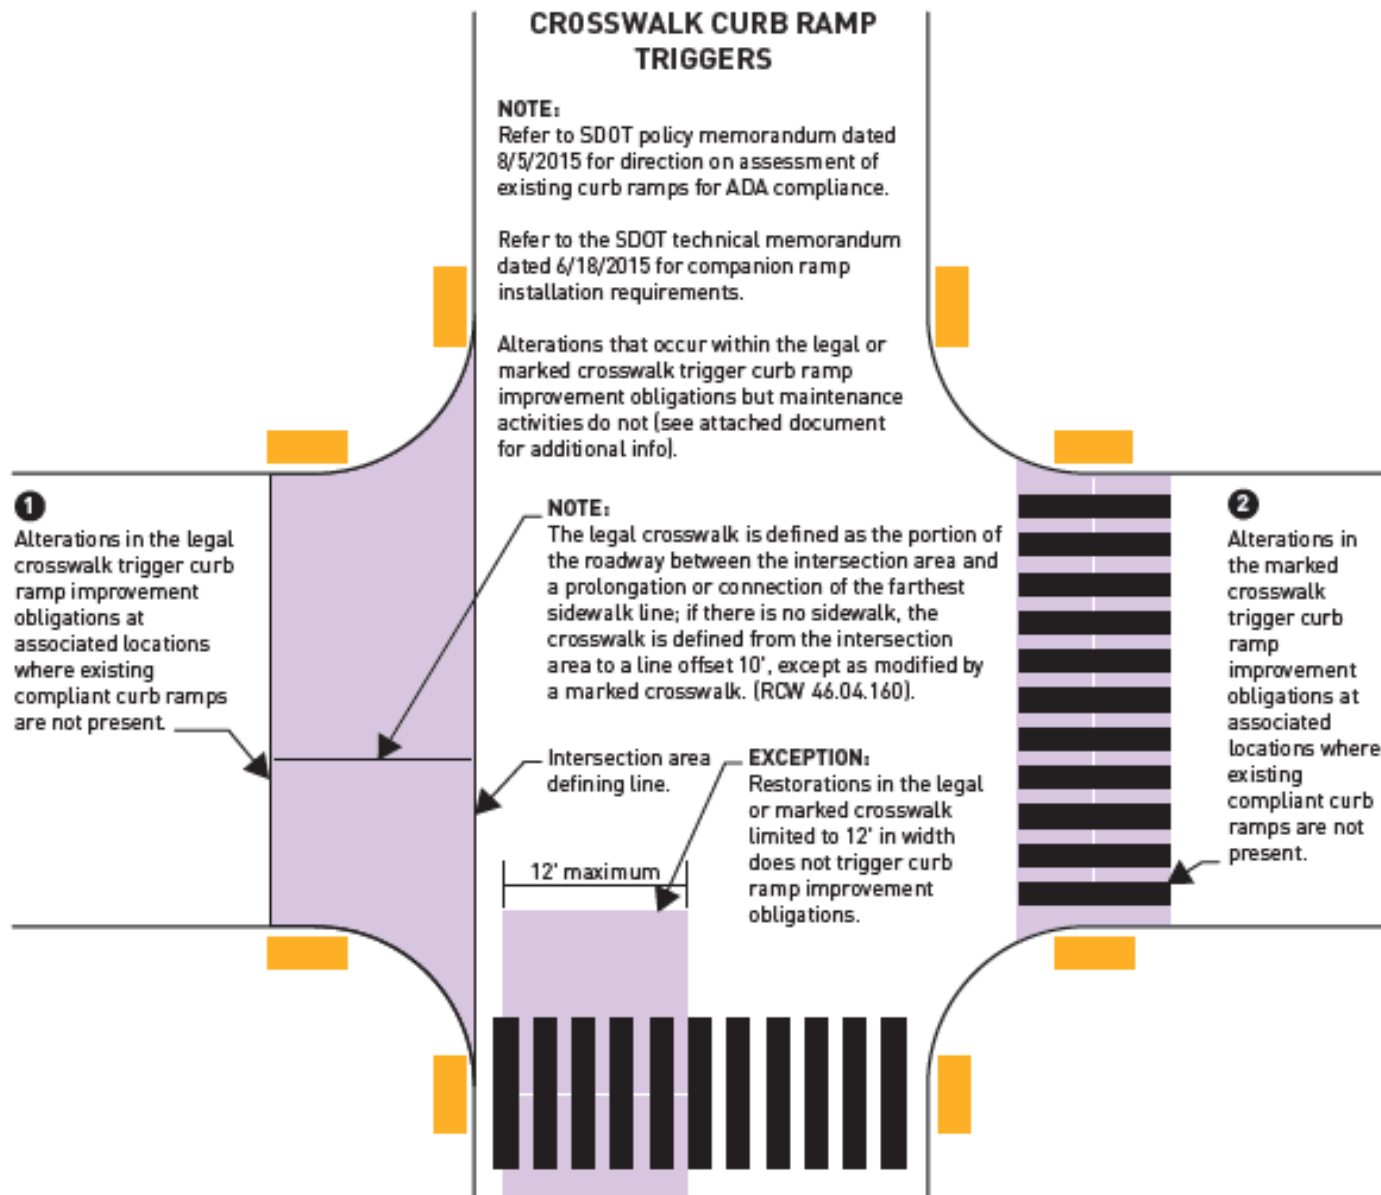 CROSSWALK CURB RAMP
TRIGGERS
NOTE:
Refer to SDOT policy memorandum dated
8/5/2015 for direction on assessment of
existing curb ramps for ADA compliance.
Refer to the SDOT technical memorandum
dated 6/18/2015 for companion ramp
installation requirements.
Alterations that occur within the legal or
marked crosswalk trigger curb ramp
improvement obligations but maintenance
activities do not (see attached document
for additional info).
1
Alterations in the legal
crosswalk trigger curb
ramp improvement
obligations at
associated locations
where existing
compliant curb ramps
are not present.
NOTE:
The legal crosswalk is defined as the portion of
the roadway between the intersection area and
a prolongation or connection of the farthest
sidewalk line; if there is no sidewalk, the
crosswalk is defined from the intersection
area to a line offset 10', except as modified by
a marked crosswalk. (RCW 46.04.160).
2
Alterations in
the marked
crosswalk
trigger curb
ramp
improvement
obligations at
associated
locations where
existing
compliant curb
ramps are not
present.
Intersection area
defining line.
EXCEPTION:
Restorations in the legal
or marked crosswalk
limited to 12' in width
does not trigger curb
ramp improvement
obligations.
12' maximum